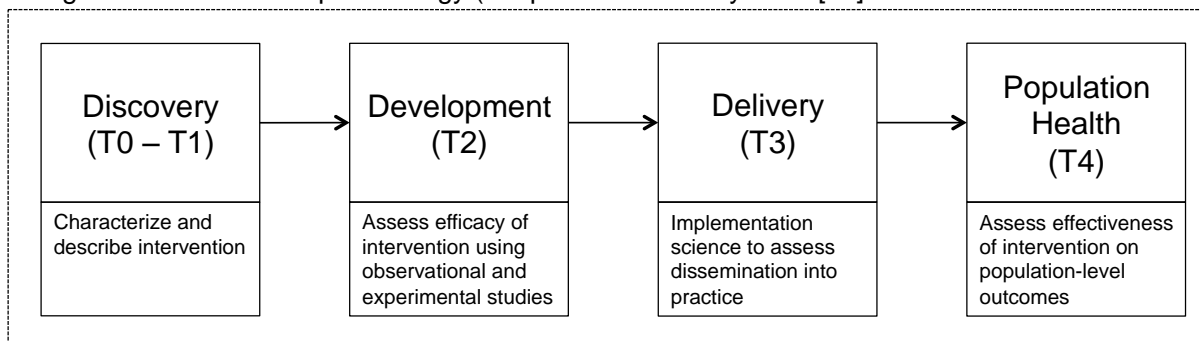 Discovery
(T0 – T1)
Characterize and
describe intervention
Development
(T2)
Assess efficacy of
intervention using
observational and
experimental studies
Delivery
(T3)
Implementation
science to assess
dissemination into
practice
Population
Health
(T4)
Assess effectiveness
of intervention on
population-level
outcomes